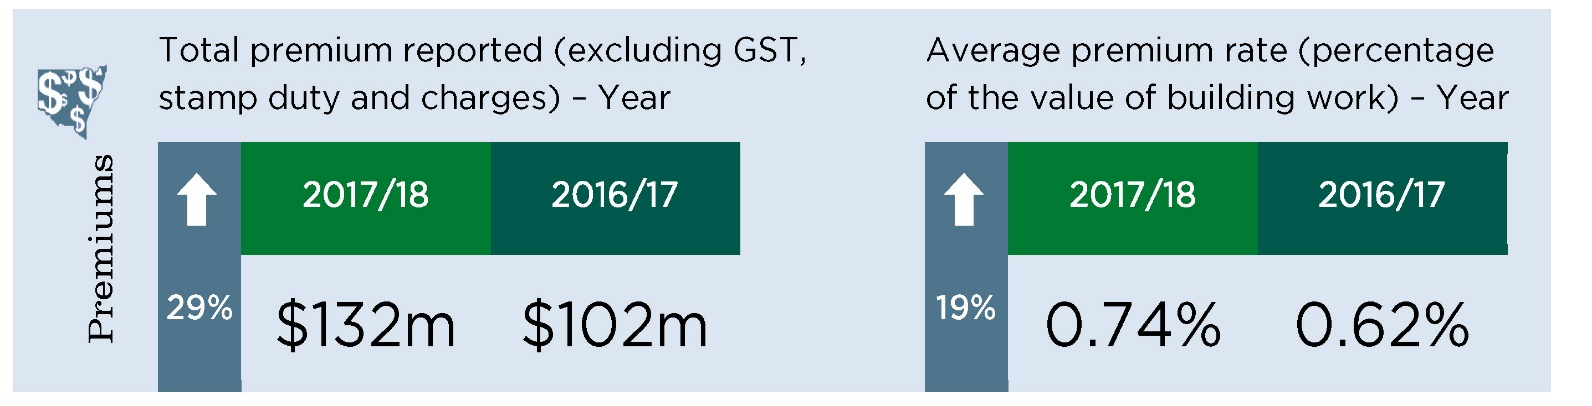 Total premium reported (excluding GST,
stamp duty and charges) – Year
Premiums
2017/18 2016/17
29% $132m $102m
Average premium rate (percentage
of the value of building work) – Year
2017/18 2016/17
19% 0.74% 0.62%